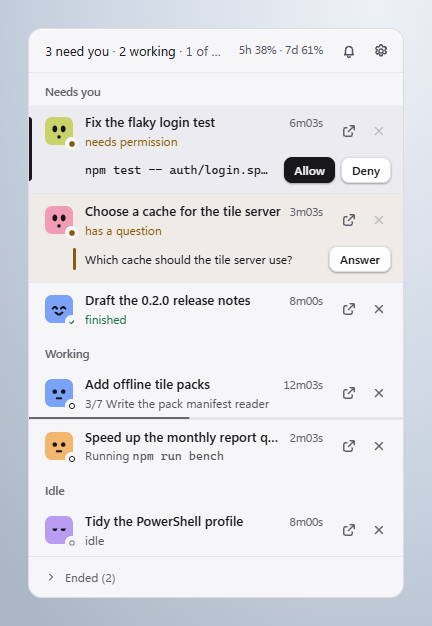 3 need you · 2 working · 1 of … 5h 38% · 7d 61%
Needs you
Fix the flaky login test 6m03s
needs permission
npm test -- auth/login.sp… Allow Deny
Choose a cache for the tile server 3m03s
has a question
Which cache should the tile server use? Answer
Draft the 0.2.0 release notes 8m00s
finished
Working
Add offline tile packs 12m03s
3/7 Write the pack manifest reader
Speed up the monthly report q... 2m03s
Running npm run bench
Idle
Tidy the PowerShell profile 8m00s
idle
Ended (2)